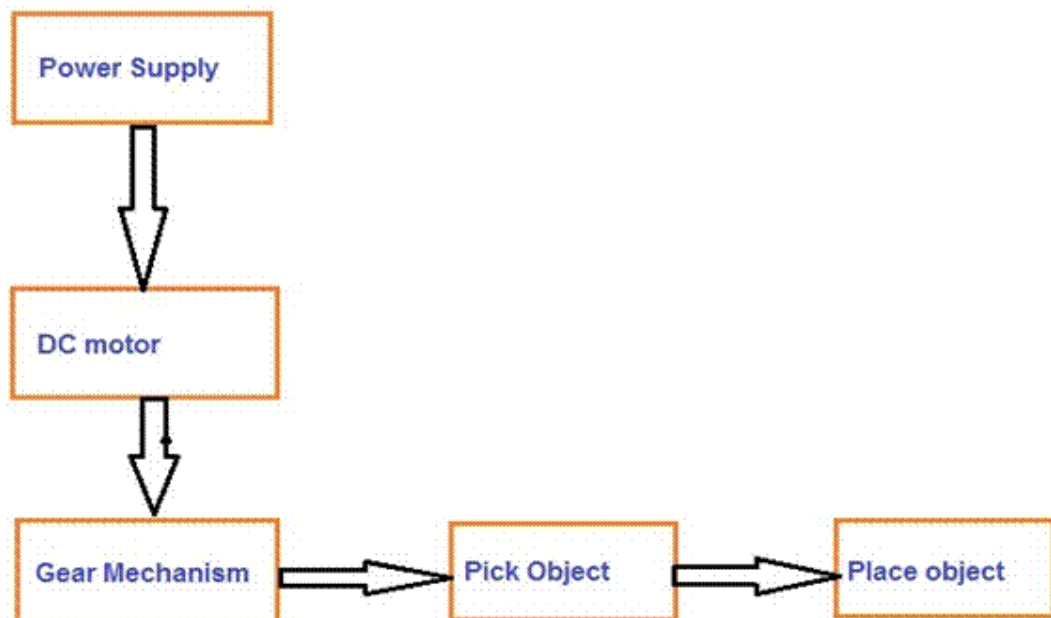 Power Supply
DC motor
Gear Mechanism
Pick Object
Place object